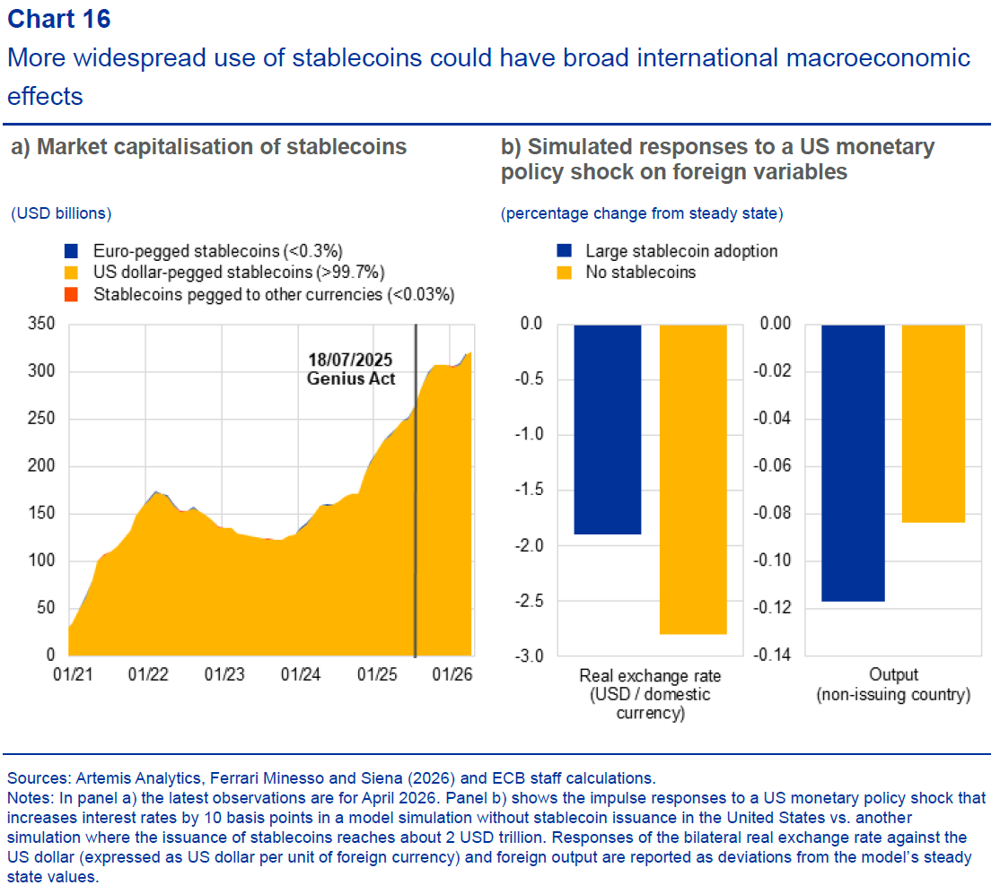 Chart 16
More widespread use of stablecoins could have broad international macroeconomic
effects
a) Market capitalisation of stablecoins
(USD billions)
Euro-pegged stablecoins (<0.3%)
US dollar-pegged stablecoins (>99.7%)
Stablecoins pegged to other currencies (<0.03%)
350
300
250
200
150
100
50
0
18/07/2025
Genius Act
01/21 01/22 01/23 01/24 01/25 01/26
b) Simulated responses to a US monetary
policy shock on foreign variables
(percentage change from steady state)
Large stablecoin adoption
No stablecoins
0.0
-0.5
-1.0
-1.5
-2.0
-2.5
-3.0
Real exchange rate
(USD / domestic
currency)
0.00
-0.02
-0.04
-0.06
-0.08
-0.10
-0.12
-0.14
Output
(non-issuing country)
Sources: Artemis Analytics, Ferrari Minesso and Siena (2026) and ECB staff calculations.
Notes: In panel a) the latest observations are for April 2026. Panel b) shows the impulse responses to a US monetary policy shock that
increases interest rates by 10 basis points in a model simulation without stablecoin issuance in the United States vs. another
simulation where the issuance of stablecoins reaches about 2 USD trillion. Responses of the bilateral real exchange rate against the
US dollar (expressed as US dollar per unit of foreign currency) and foreign output are reported as deviations from the model's steady
state values.